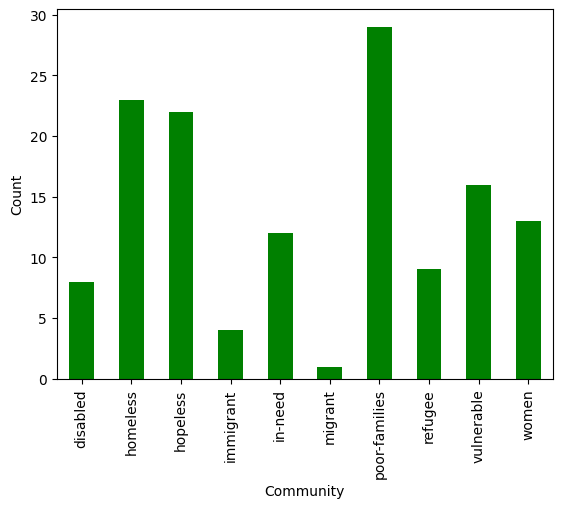 30
25
20
15
10
5
0
Count
disabled
homeless
hopeless
immigrant
in-need
migrant
poor-families
refugee
vulnerable
women
Community